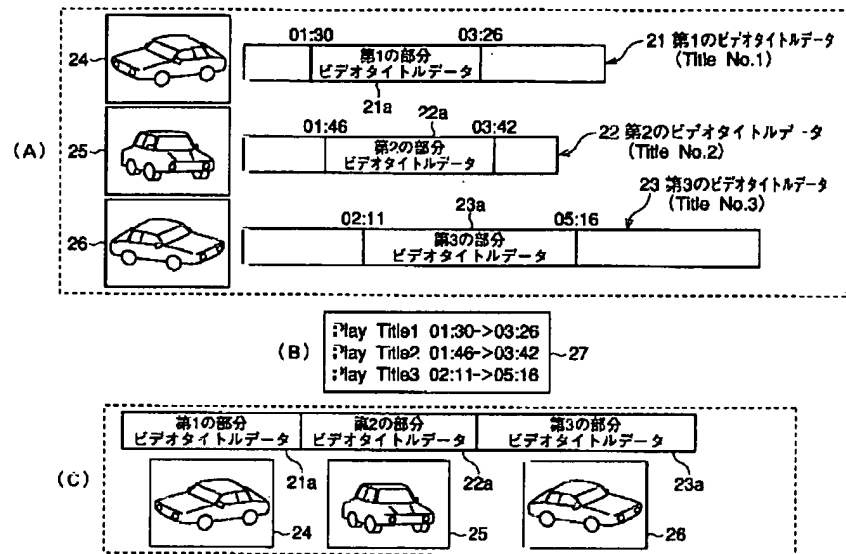 24
01:30
03:26
第1の部分
ビデオタイトルデータ
21a
21 第1のビデオタイトルデータ
(Title No.1)
(A)
25
01:46
22a
03:42
第2の部分
ビデオタイトルデータ
22 第2のビデオタイトルデータ
(Title No.2)
26
02:11
23a
05:16
第3の部分
ビデオタイトルデータ
23 第3のビデオタイトルデータ
(Title No.3)
(B)
Play Title1 01:30->03:26
Play Title2 01:46->03:42
Play Title3 02:11->05:16
27
(C)
第1の部分
ビデオタイトルデータ
第2の部分
ビデオタイトルデータ
第3の部分
ビデオタイトルデータ
21a
22a
23a
24
25
26